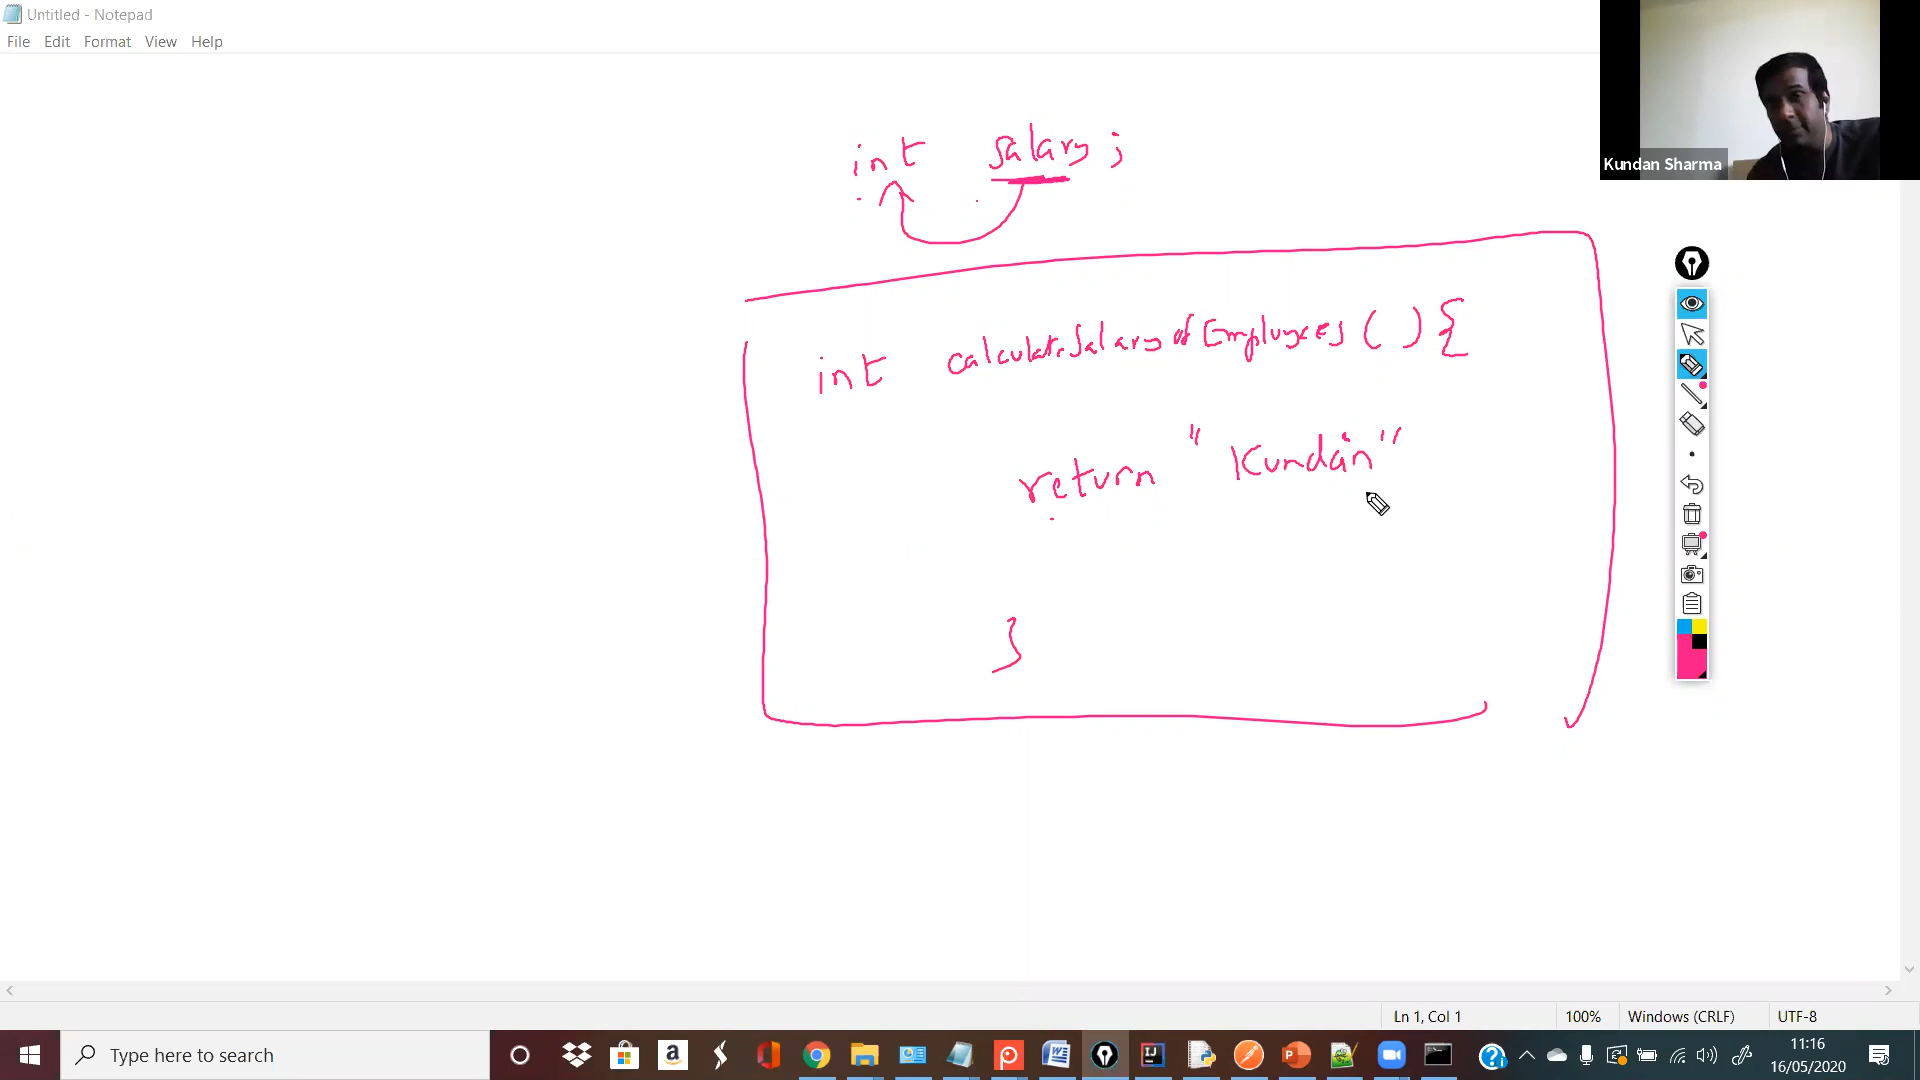 Untitled - Notepad
File Edit Format View Help
Kundan Sharma
int salary;
int calculateSalaryofEmployees ( ) {
return "Kundan"
}
Ln 1, Col 1 100% Windows (CRLF) UTF-8
Type here to search
11:16
16/05/2020